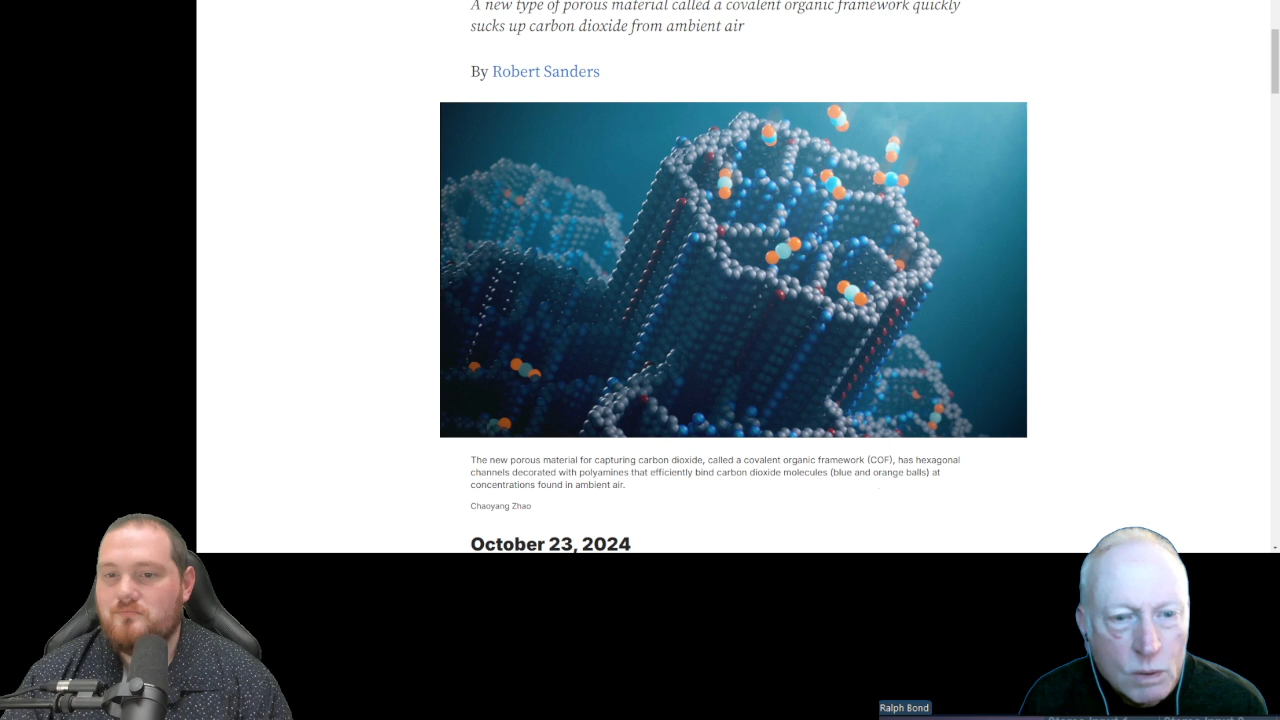 A new type of porous material called a covalent organic framework quickly
sucks up carbon dioxide from ambient air
By Robert Sanders
The new porous material for capturing carbon dioxide, called a covalent organic framework (COF), has hexagonal
channels decorated with polyamines that efficiently bind carbon dioxide molecules (blue and orange balls) at
concentrations found in ambient air.
Chaoyang Zhao
October 23, 2024
Ralph Bond